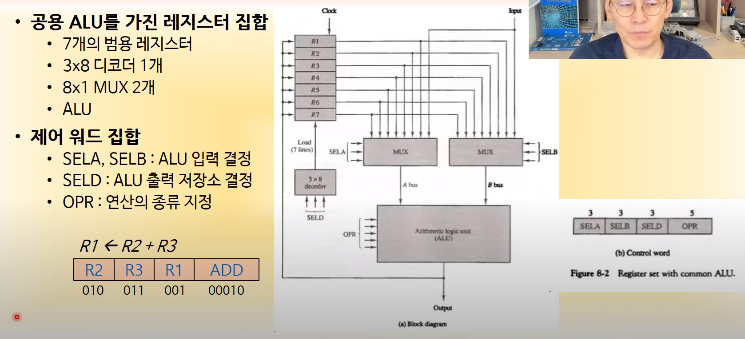 • 공용 ALU를 가진 레지스터 집합
• 7개의 범용 레지스터
• 3x8 디코더 1개
• 8x1 MUX 2개
• ALU
• 제어 워드 집합
• SELA, SELB : ALU 입력 결정
• SELD : ALU 출력 저장소 결정
• OPR : 연산의 종류 지정
R1 ← R2 + R3
R2 R3 R1 ADD
010 011 001 00010
Clock
Input
R1
R2
R3
R4
R5
R6
R7
Load
(7 lines)
SELA
MUX
MUX
SELB
3 × 8
decoder
SELD
A bus
B bus
OPR
Arithmetic logic unit
(ALU)
Output
(a) Block diagram
3 3 3 5
SELA SELB SELD OPR
(b) Control word
Figure 8-2 Register set with common ALU.